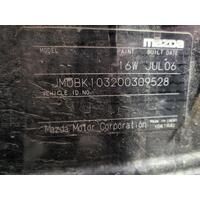 mazda
MODEL PAINT BUILT DATE
16W JUL06
JM0BK103200309528
VEHICLE ID.NO.
Mazda Motor Corporation